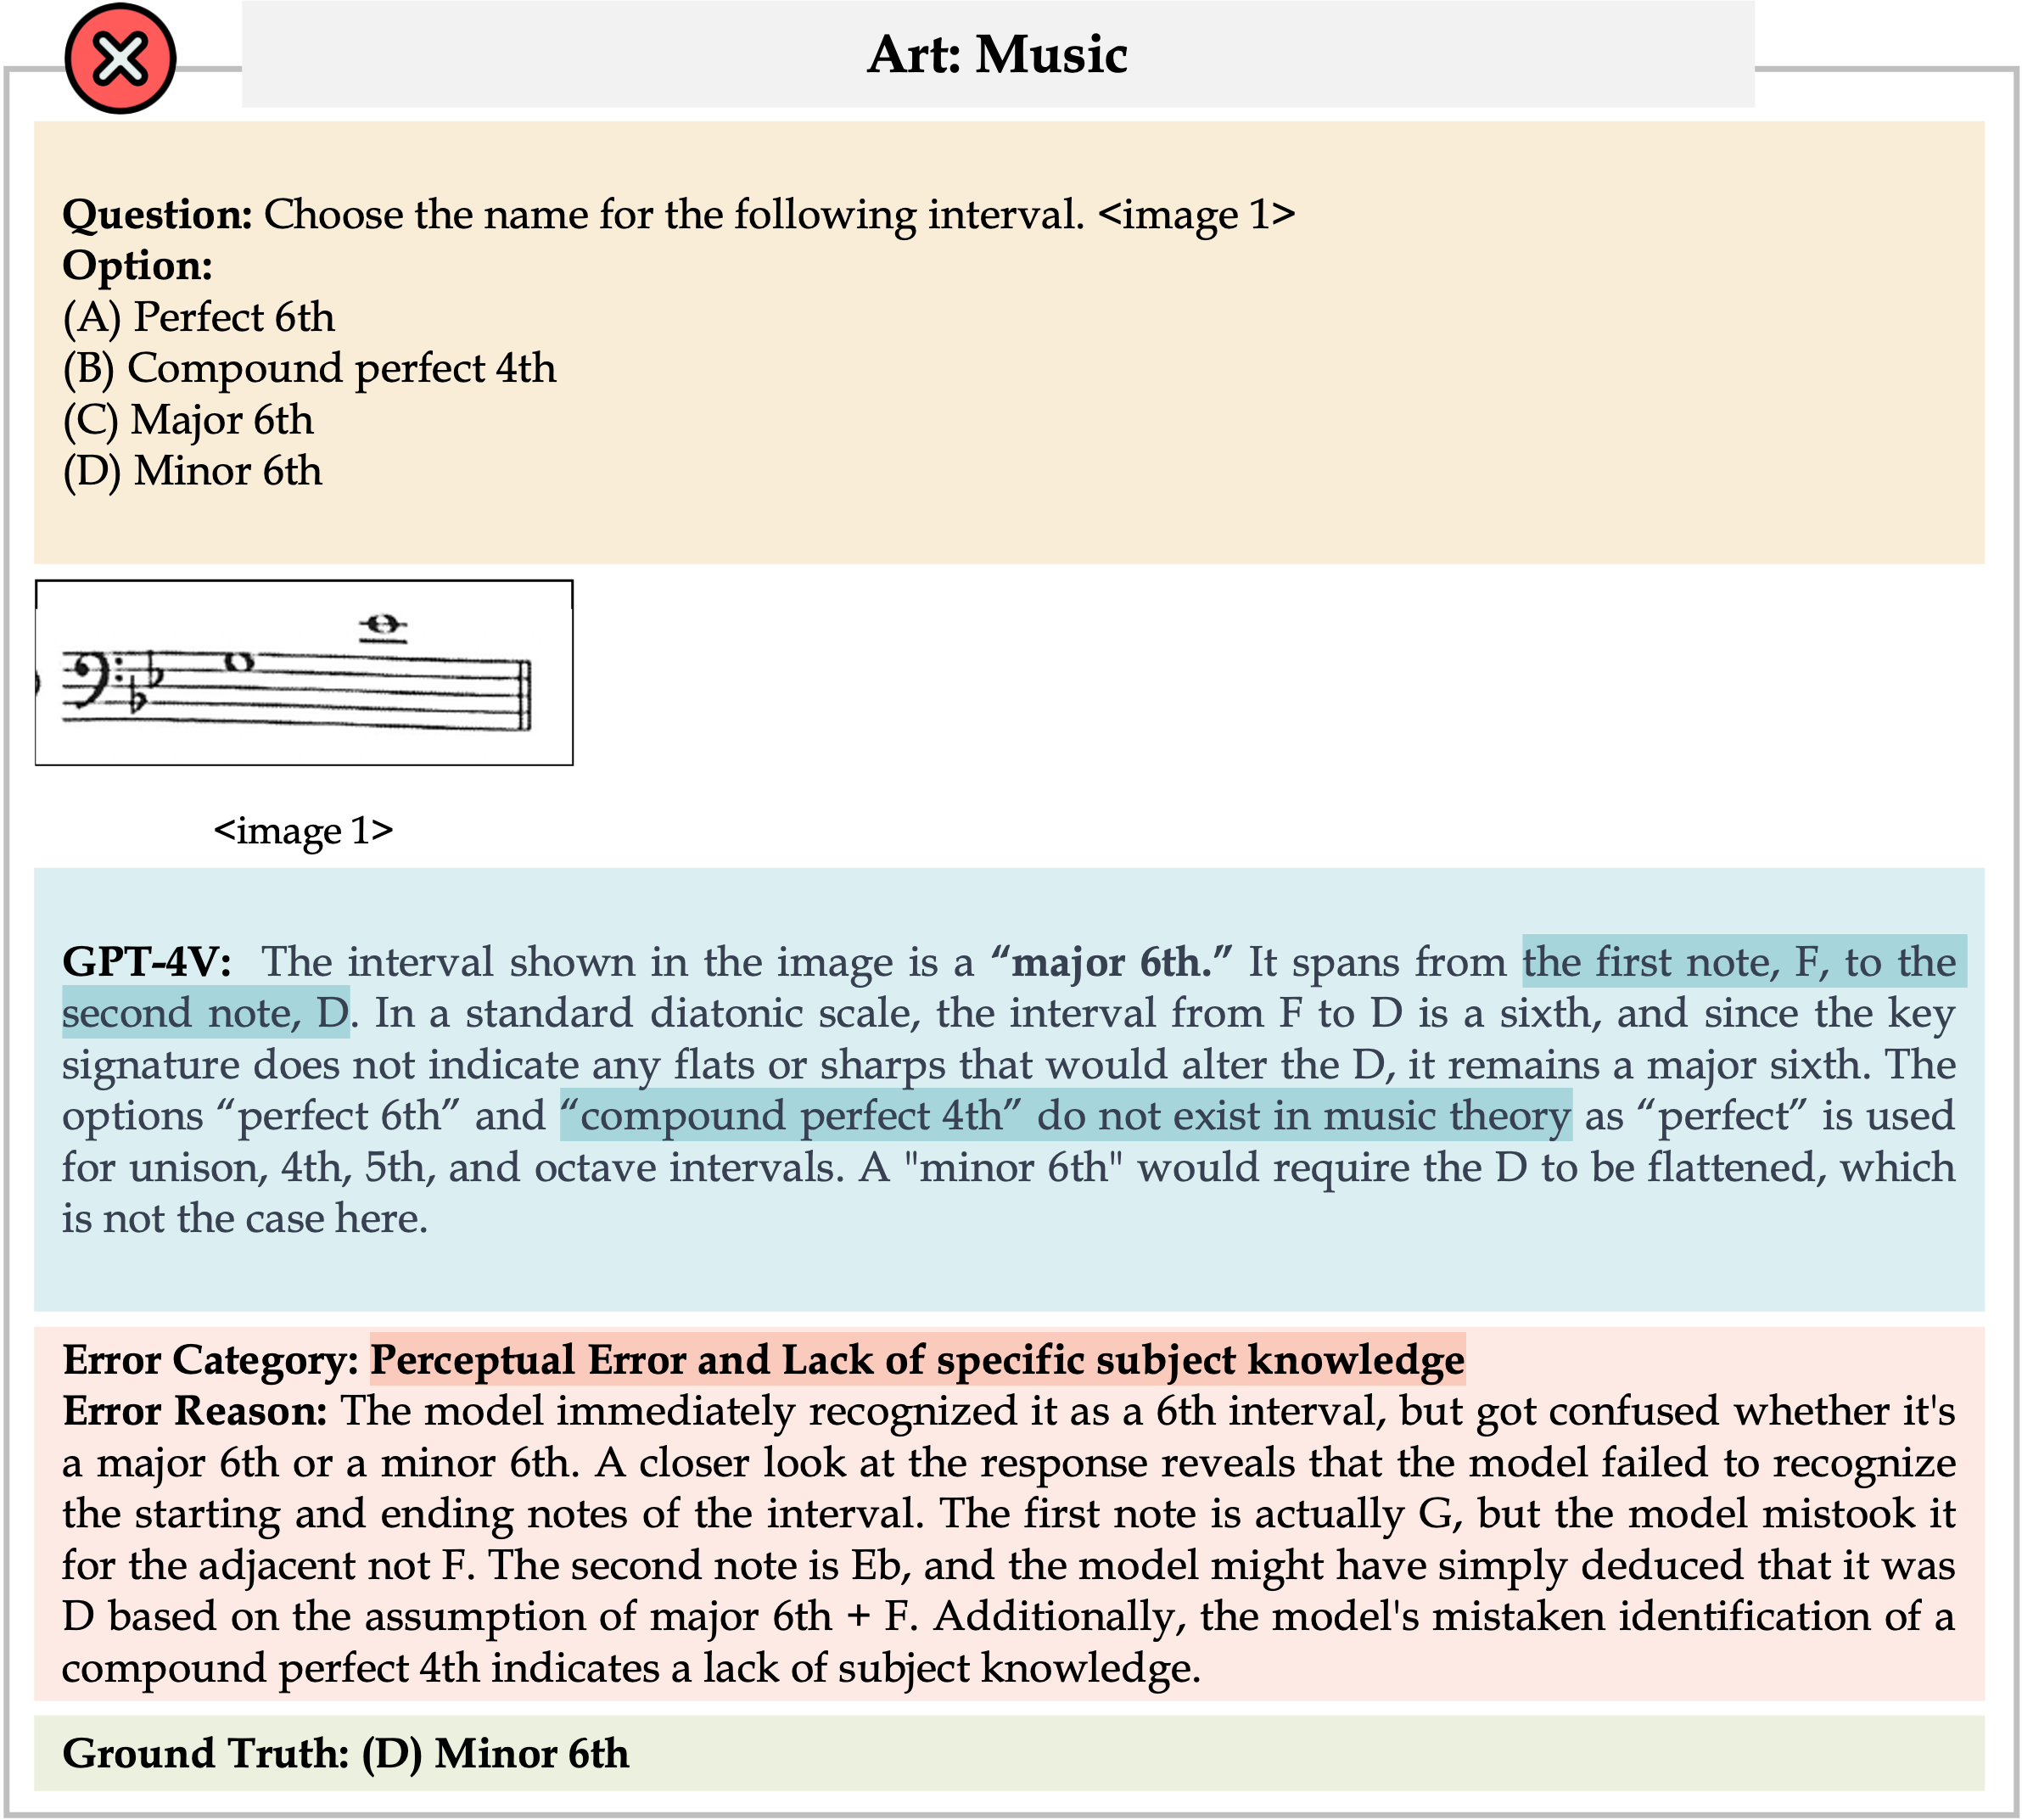 Art: Music
Question: Choose the name for the following interval. <image 1>
Option:
(A) Perfect 6th
(B) Compound perfect 4th
(C) Major 6th
(D) Minor 6th
<image 1>
GPT-4V: The interval shown in the image is a “major 6th.” It spans from the first note, F, to the
second note, D. In a standard diatonic scale, the interval from F to D is a sixth, and since the key
signature does not indicate any flats or sharps that would alter the D, it remains a major sixth. The
options “perfect 6th” and “compound perfect 4th” do not exist in music theory as “perfect” is used
for unison, 4th, 5th, and octave intervals. A "minor 6th" would require the D to be flattened, which
is not the case here.
Error Category: Perceptual Error and Lack of specific subject knowledge
Error Reason: The model immediately recognized it as a 6th interval, but got confused whether it's
a major 6th or a minor 6th. A closer look at the response reveals that the model failed to recognize
the starting and ending notes of the interval. The first note is actually G, but the model mistook it
for the adjacent not F. The second note is Eb, and the model might have simply deduced that it was
D based on the assumption of major 6th + F. Additionally, the model's mistaken identification of a
compound perfect 4th indicates a lack of subject knowledge.
Ground Truth: (D) Minor 6th